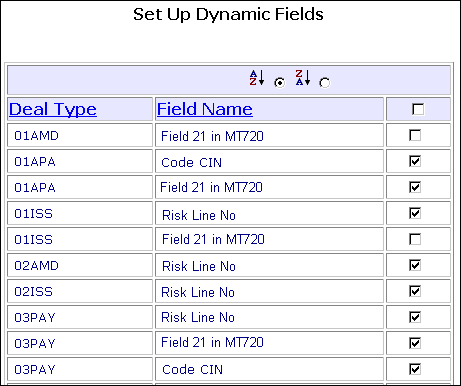 Set Up Dynamic Fields
A Z Z A
Deal Type Field Name
01AMD Field 21 in MT720
01APA Code CIN
01APA Field 21 in MT720
01ISS Risk Line No
01ISS Field 21 in MT720
02AMD Risk Line No
02ISS Risk Line No
03PAY Risk Line No
03PAY Field 21 in MT720
03PAY Code CIN